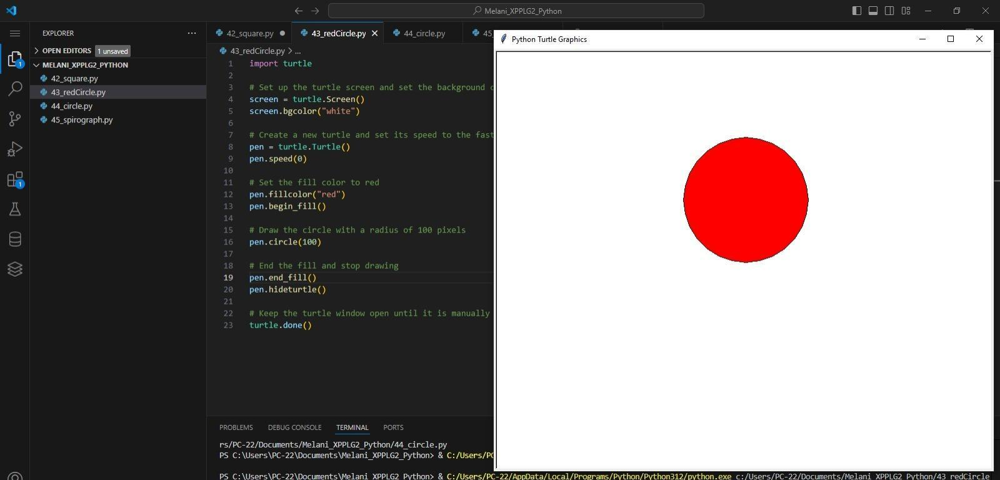 Melani_XPPLG2_Python
EXPLORER
OPEN EDITORS 1 unsaved
MELANI_XPPLG2_PYTHON
42_square.py
43_redCircle.py
44_circle.py
45_spirograph.py
1
1
42_square.py 43_redCircle.py 44_circle.py 45
43_redCircle.py > ...
1 import turtle
2
3 # Set up the turtle screen and set the background c
4 screen = turtle.Screen()
5 screen.bgcolor("white")
6
7 # Create a new turtle and set its speed to the fast
8 pen = turtle.Turtle()
9 pen.speed(0)
10
11 # Set the fill color to red
12 pen.fillcolor("red")
13 pen.begin_fill()
14
15 # Draw the circle with a radius of 100 pixels
16 pen.circle(100)
17
18 # End the fill and stop drawing
19 pen.end_fill()
20 pen.hideturtle()
21
22 # Keep the turtle window open until it is manually
23 turtle.done()
Python Turtle Graphics
PROBLEMS DEBUG CONSOLE TERMINAL PORTS
rs/PC-22/Documents/Melani_XPPLG2_Python/44_circle.py
PS C:\Users\PC-22\Documents\Melani_XPPLG2_Python> & C:/Users/PC
PS C:\Users\PC-22\Documents\Melani_XPPLG2_Python> & C:/Users/PC-22/AppData/Local/Programs/Python/Python312/python.exe c:/Users/PC-22/Documents/Melani_XPPLG2_Python/43_redCircle